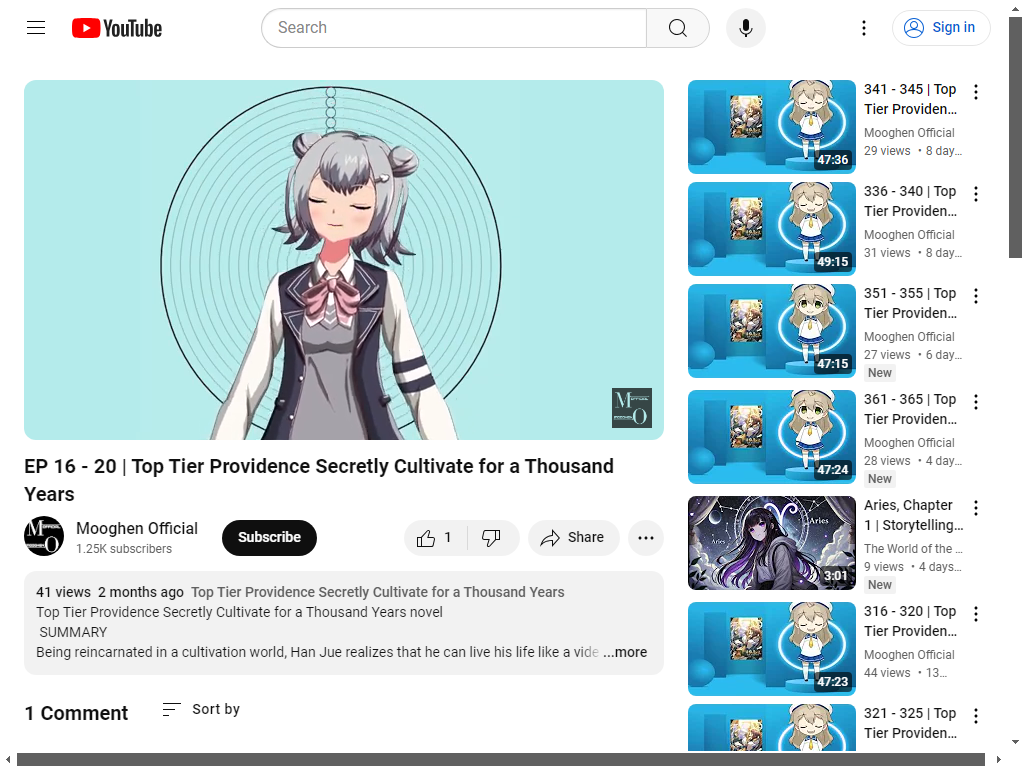 YouTube
Search
Sign in
EP 16 - 20 | Top Tier Providence Secretly Cultivate for a Thousand
Years
Mooghen Official
1.25K subscribers
Subscribe
1
Share
41 views 2 months ago Top Tier Providence Secretly Cultivate for a Thousand Years
Top Tier Providence Secretly Cultivate for a Thousand Years novel
SUMMARY
Being reincarnated in a cultivation world, Han Jue realizes that he can live his life like a vide ...more
1 Comment
Sort by
47:36
341 - 345 | Top
Tier Providen…
Mooghen Official
29 views • 8 day…
49:15
336 - 340 | Top
Tier Providen…
Mooghen Official
31 views • 8 day…
47:15
351 - 355 | Top
Tier Providen…
Mooghen Official
27 views • 6 day…
New
47:24
361 - 365 | Top
Tier Providen…
Mooghen Official
28 views • 4 day…
New
Aries
Aries
3:01
Aries, Chapter
1 | Storytelling…
The World of the …
9 views • 4 days…
New
47:23
316 - 320 | Top
Tier Providen…
Mooghen Official
44 views • 13…
321 - 325 | Top
Tier Providen…